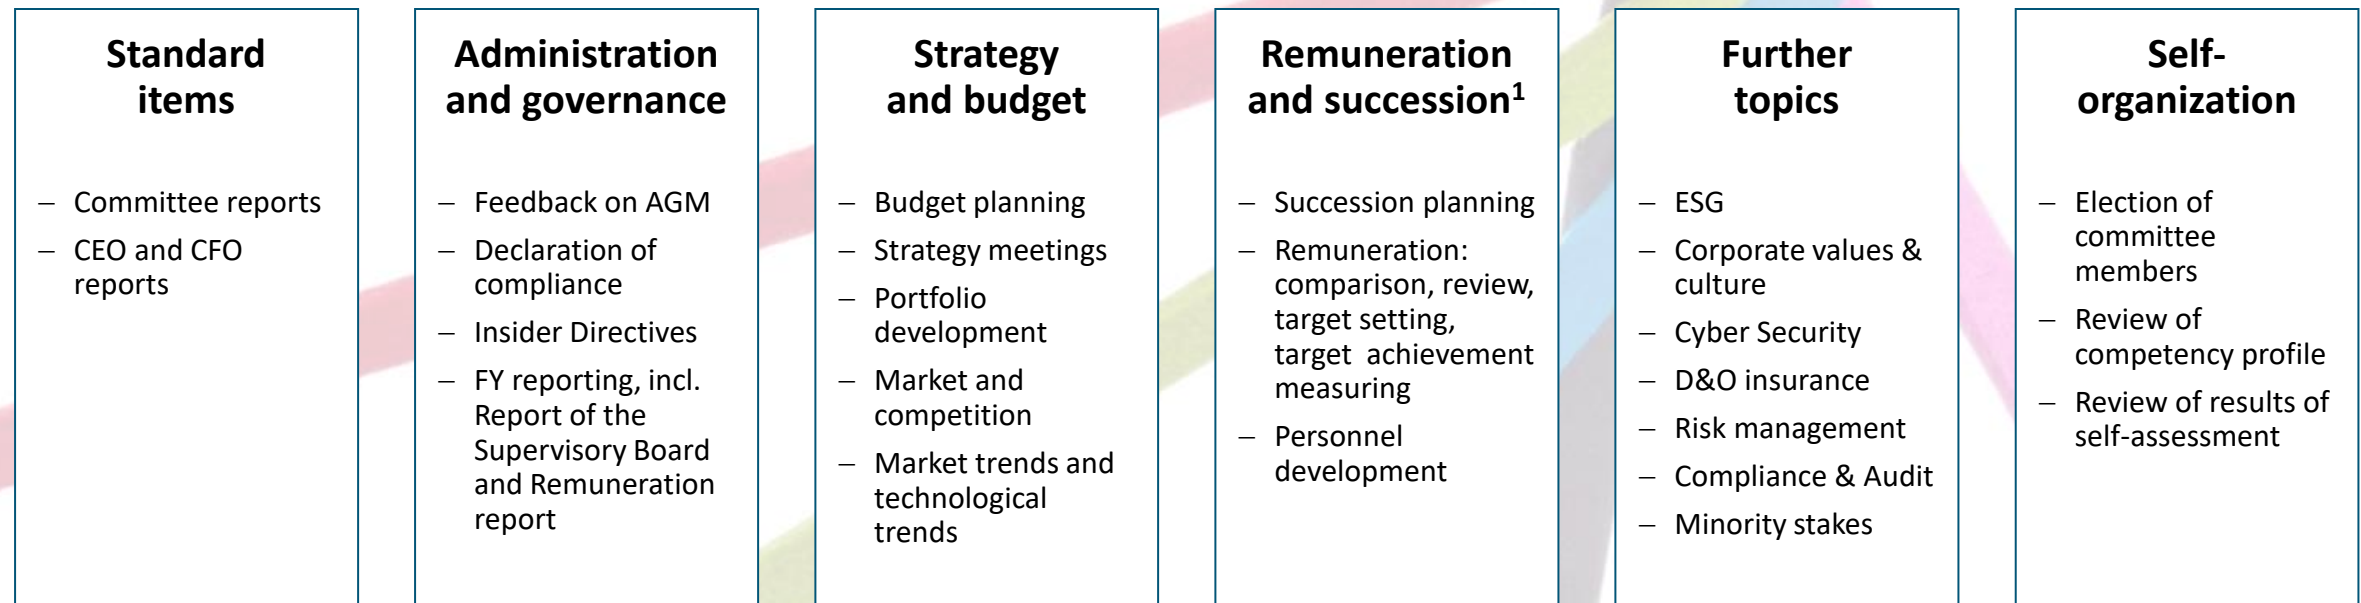 Standard
items
– Committee reports
– CEO and CFO
reports
Administration
and governance
– Feedback on AGM
– Declaration of
compliance
– Insider Directives
– FY reporting, incl.
Report of the
Supervisory Board
and Remuneration
report
Strategy
and budget
– Budget planning
– Strategy meetings
– Portfolio
development
– Market and
competition
– Market trends and
technological
trends
Remuneration
and succession¹
– Succession planning
– Remuneration:
comparison, review,
target setting,
target achievement
measuring
– Personnel
development
Further
topics
– ESG
– Corporate values &
culture
– Cyber Security
– D&O insurance
– Risk management
– Compliance & Audit
– Minority stakes
Self-
organization
– Election of
committee
members
– Review of
competency profile
– Review of results of
self-assessment